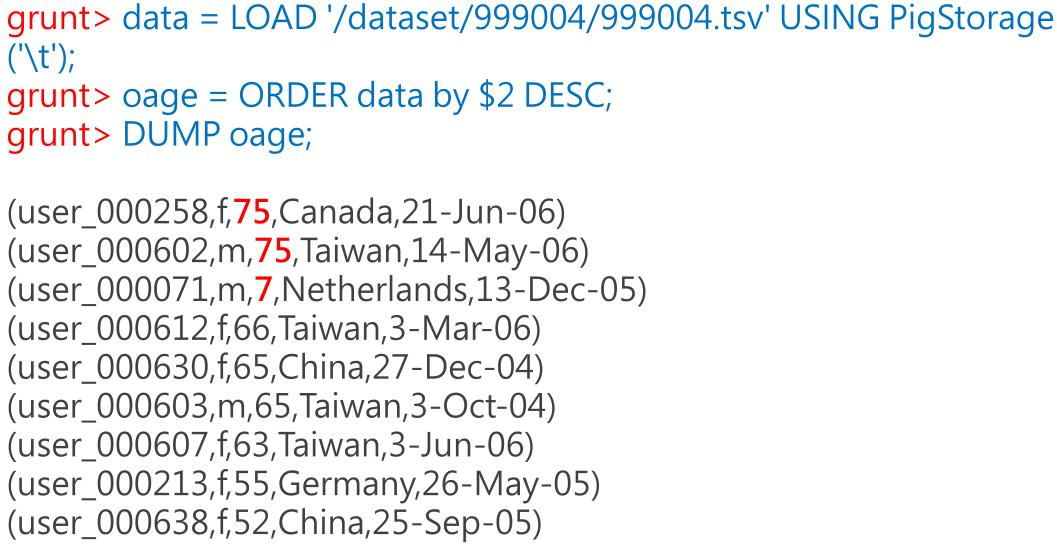 grunt> data = LOAD '/dataset/999004/999004.tsv' USING PigStorage
('\t');
grunt> oage = ORDER data by $2 DESC;
grunt> DUMP oage;
(user_000258,f,75,Canada,21-Jun-06)
(user_000602,m,75,Taiwan,14-May-06)
(user_000071,m,7,Netherlands,13-Dec-05)
(user_000612,f,66,Taiwan,3-Mar-06)
(user_000630,f,65,China,27-Dec-04)
(user_000603,m,65,Taiwan,3-Oct-04)
(user_000607,f,63,Taiwan,3-Jun-06)
(user_000213,f,55,Germany,26-May-05)
(user_000638,f,52,China,25-Sep-05)